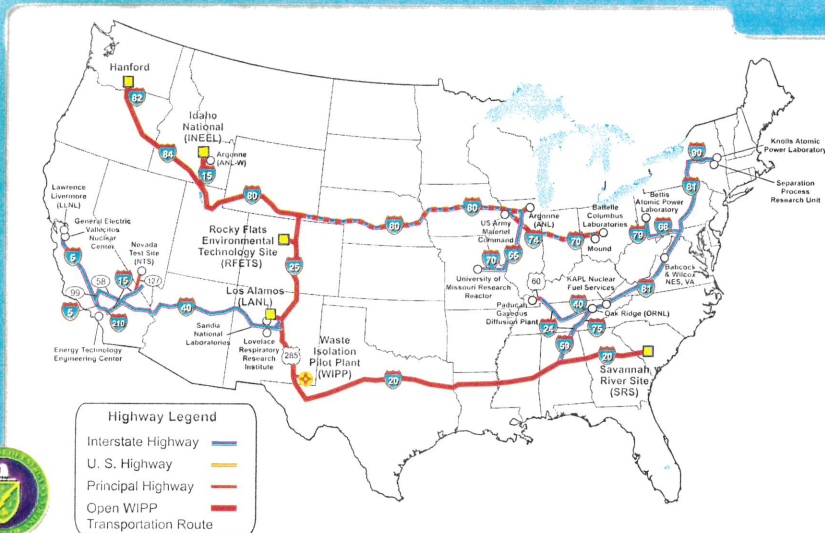 Hanford
82
Idaho
National
(INEEL)
Argonne
(ANL-W)
15
84
80
Lawrence
Livermore
(LLNL)
General Electric
Vallecitos
Nuclear
Center
Nevada
Test Site
(NTS)
5
99
58
15
127
5
210
40
Energy Technology
Engineering Center
Rocky Flats
Environmental
Technology Site
(RFETS)
25
Los Alamos
(LANL)
Sandia
National
Laboratories
Lovelace
Respiratory
Research
Institute
285
Waste
Isolation
Pilot Plant
(WIPP)
20
80
80
US Army
Materiel
Command
Argonne
(ANL)
74
70
55
70
University of
Missouri Research
Reactor
Battelle
Columbus
Laboratories
Mound
Bettis
Atomic Power
Laboratory
79
68
90
81
Knolls Atomic
Power Laboratory
Separation
Process
Research Unit
Babcock
& Wilcox
NES, VA
81
60
KAPL Nuclear
Fuel Services
Paducah
Gaseous
Diffusion Plant
40
Oak Ridge (ORNL)
24
75
59
20
Savannah
River Site
(SRS)
Highway Legend
Interstate Highway
U. S. Highway
Principal Highway
Open WIPP
Transportation Route